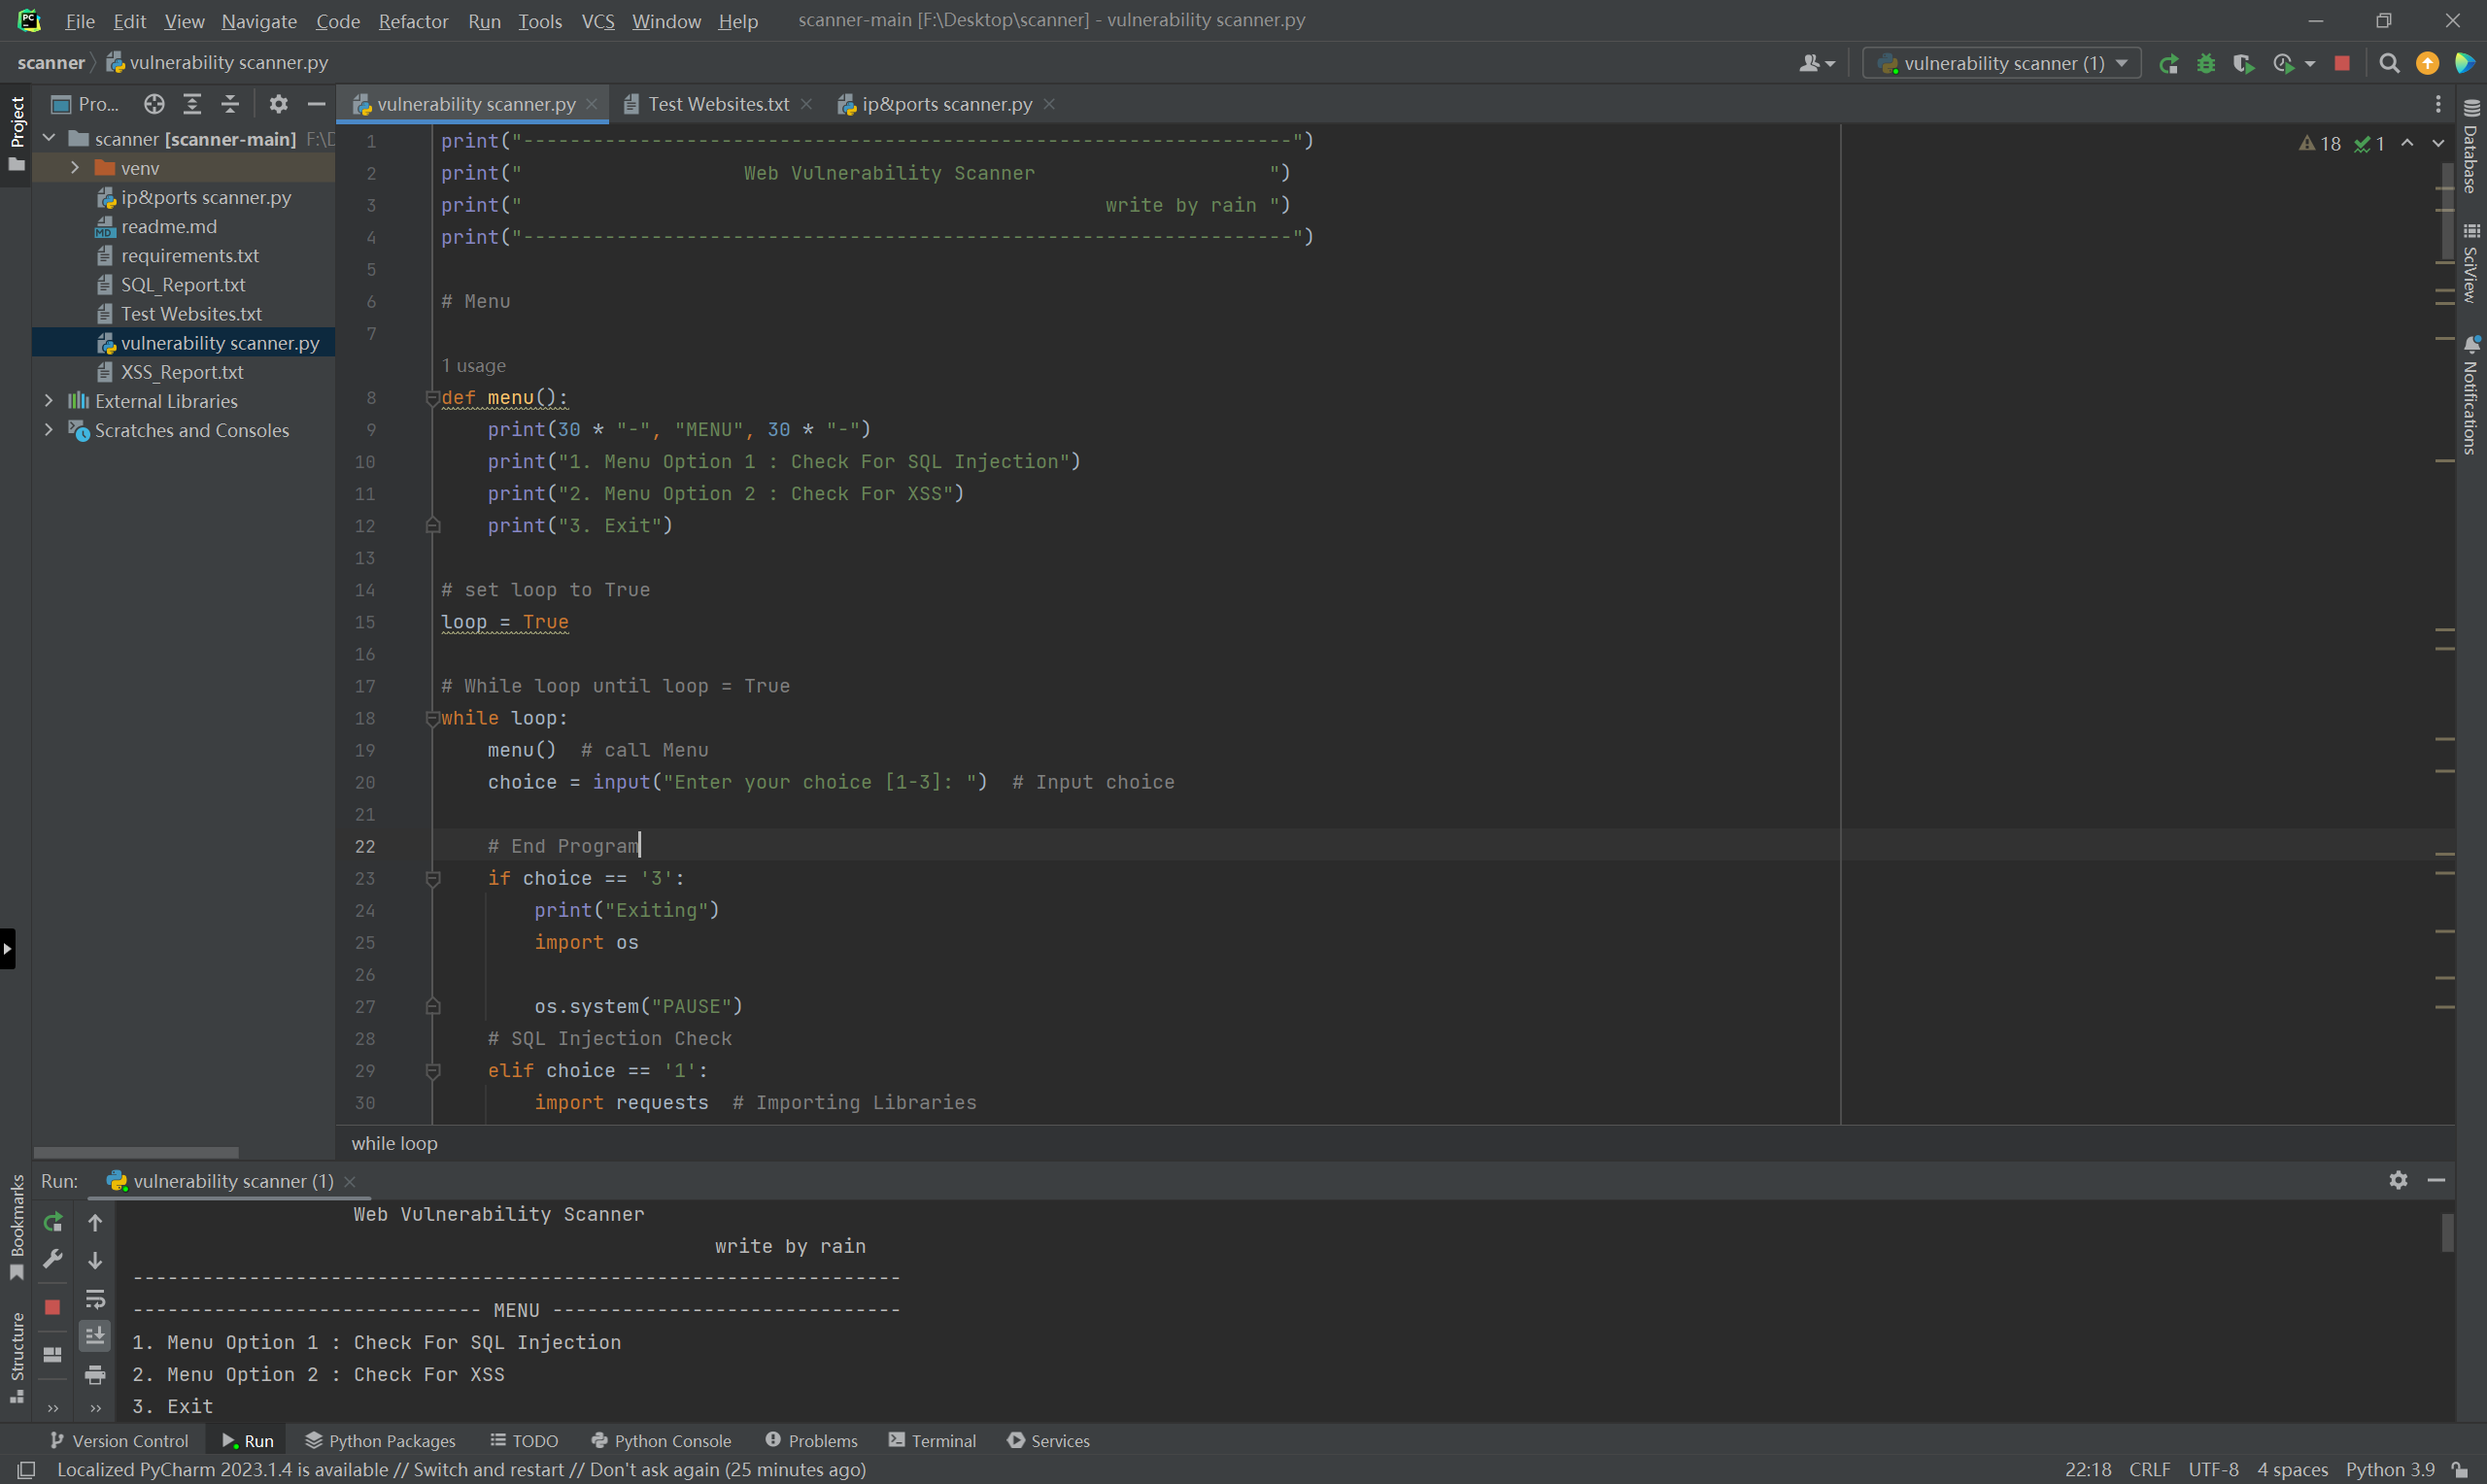 File Edit View Navigate Code Refactor Run Tools VCS Window Help scanner-main [F:\Desktop\scanner] - vulnerability scanner.py
scanner vulnerability scanner.py vulnerability scanner (1)
Project
Pro...
vulnerability scanner.py Test Websites.txt ip&ports scanner.py
scanner [scanner-main] F:\D
venv
ip&ports scanner.py
readme.md
requirements.txt
SQL_Report.txt
Test Websites.txt
vulnerability scanner.py
XSS_Report.txt
External Libraries
Scratches and Consoles
18 1
1 print("------------------------------------------------------------------")
2 print("                   Web Vulnerability Scanner                    ")
3 print("                                                  write by rain ")
4 print("------------------------------------------------------------------")
5
6 # Menu
7
1 usage
8 def menu():
9     print(30 * "-", "MENU", 30 * "-")
10     print("1. Menu Option 1 : Check For SQL Injection")
11     print("2. Menu Option 2 : Check For XSS")
12     print("3. Exit")
13
14 # set loop to True
15 loop = True
16
17 # While loop until loop = True
18 while loop:
19     menu()  # call Menu
20     choice = input("Enter your choice [1-3]: ")  # Input choice
21
22     # End Program
23     if choice == '3':
24         print("Exiting")
25         import os
26
27         os.system("PAUSE")
28     # SQL Injection Check
29     elif choice == '1':
30         import requests  # Importing Libraries
while loop
Database
SciView
Notifications
Bookmarks
Structure
Run: vulnerability scanner (1)
Web Vulnerability Scanner
write by rain
------------------------------------------------------------------
------------------------------ MENU ------------------------------
1. Menu Option 1 : Check For SQL Injection
2. Menu Option 2 : Check For XSS
3. Exit
Version Control Run Python Packages TODO Python Console Problems Terminal Services
Localized PyCharm 2023.1.4 is available // Switch and restart // Don't ask again (25 minutes ago) 22:18 CRLF UTF-8 4 spaces Python 3.9